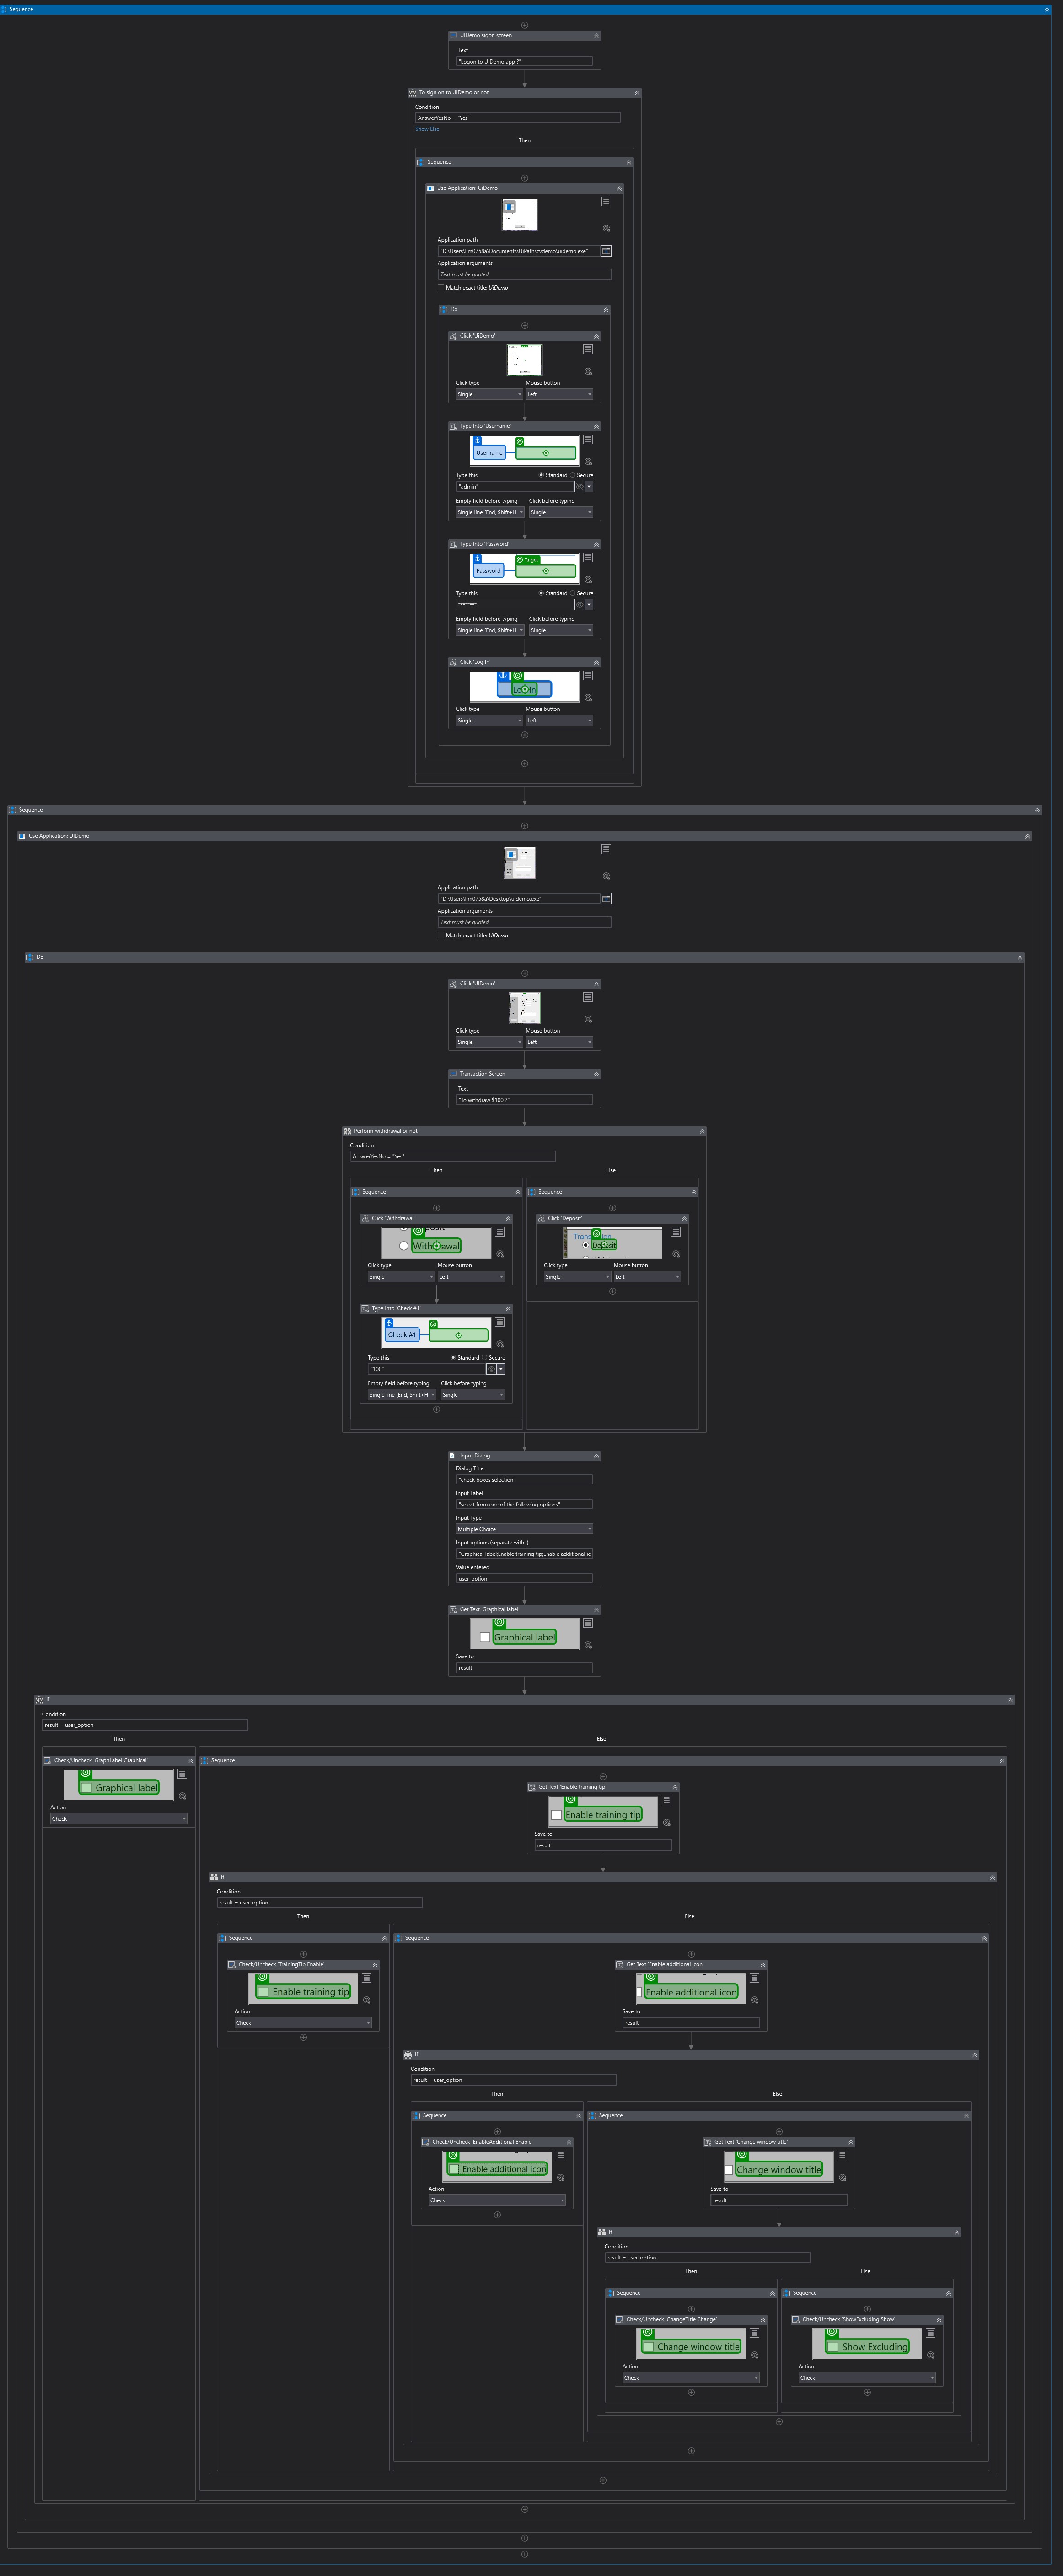 Sequence
UIDemo sigon screen
Text
"Logon to UIDemo app ?"
To sign on to UIDemo or not
Condition
AnswerYesNo = "Yes"
Show Else
Then
Sequence
Use Application: UiDemo
Application path
"D:\Users\lim0758a\Documents\UiPath\cvdemo\uidemo.exe"
Application arguments
Text must be quoted
Match exact title: UiDemo
Do
Click 'UiDemo'
Click type Mouse button
Single Left
Type Into 'Username'
Username
Type this Standard Secure
"admin"
Empty field before typing Click before typing
Single line [End, Shift+H Single
Type Into 'Password'
Target
Password
Type this Standard Secure
********
Empty field before typing Click before typing
Single line [End, Shift+H Single
Click 'Log In'
Click type Mouse button
Single Left
Sequence
Use Application: UIDemo
Application path
"D:\Users\lim0758a\Desktop\uidemo.exe"
Application arguments
Text must be quoted
Match exact title: UIDemo
Do
Click 'UIDemo'
Click type Mouse button
Single Left
Transaction Screen
Text
"To withdraw $100 ?"
Perform withdrawal or not
Condition
AnswerYesNo = "Yes"
Then Else
Sequence Sequence
Click 'Withdrawal' Click 'Deposit'
Withdrawal Deposit
Click type Mouse button Click type Mouse button
Single Left Single Left
Type Into 'Check #1'
Check #1
Type this Standard Secure
"100"
Empty field before typing Click before typing
Single line [End, Shift+H Single
Input Dialog
Dialog Title
"check boxes selection"
Input Label
"select from one of the following options"
Input Type
Multiple Choice
Input options (separate with ;)
"Graphical label;Enable training tip;Enable additional ic
Value entered
user_option
Get Text 'Graphical label'
Graphical label
Save to
result
If
Condition
result = user_option
Then Else
Check/Uncheck 'GraphLabel Graphical' Sequence
Graphical label
Action
Check
Get Text 'Enable training tip'
Enable training tip
Save to
result
If
Condition
result = user_option
Then Else
Sequence Sequence
Check/Uncheck 'TrainingTip Enable' Get Text 'Enable additional icon'
Enable training tip Enable additional icon
Action Save to
Check result
If
Condition
result = user_option
Then Else
Sequence Sequence
Check/Uncheck 'EnableAdditional Enable' Get Text 'Change window title'
Enable additional icon Change window title
Action Save to
Check result
If
Condition
result = user_option
Then Else
Sequence Sequence
Check/Uncheck 'ChangeTitle Change' Check/Uncheck 'ShowExcluding Show'
Change window title Show Excluding
Action Action
Check Check